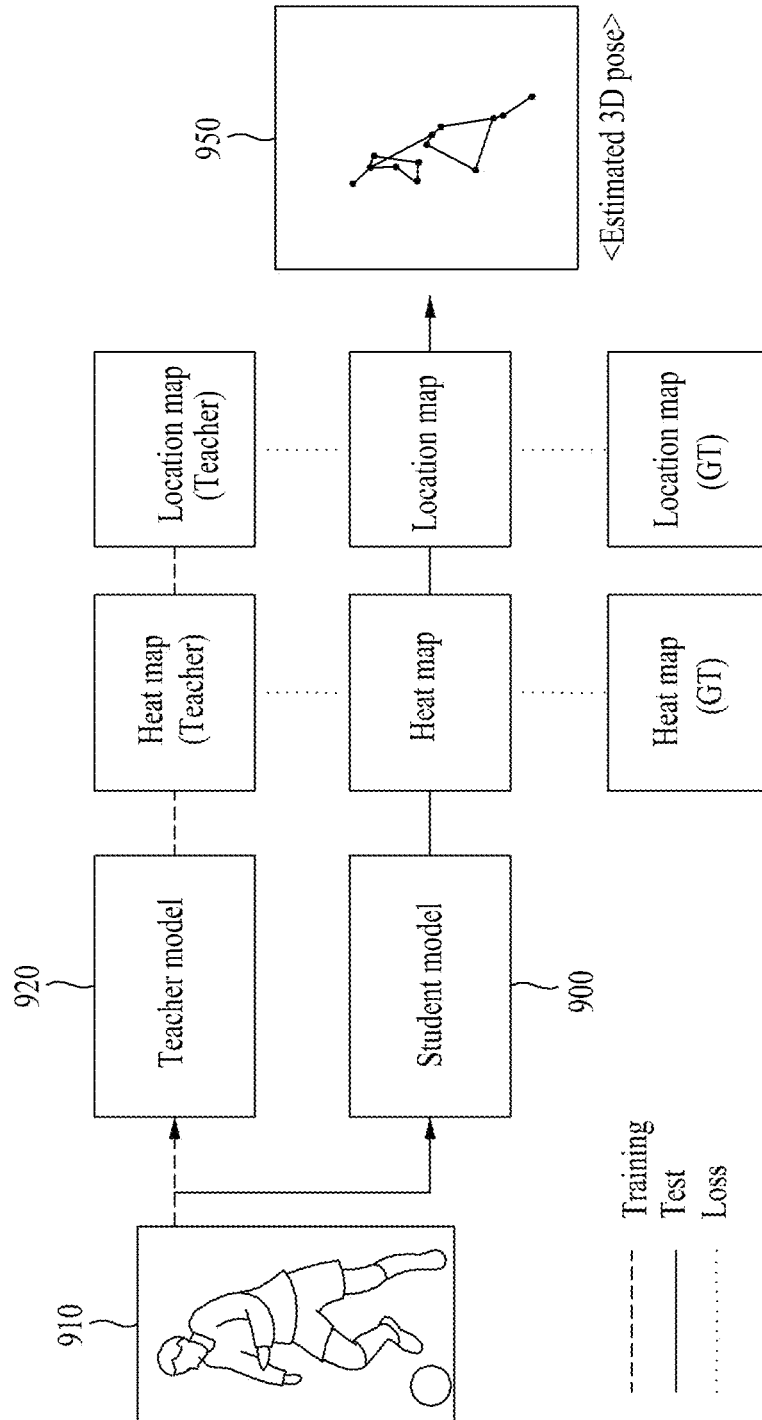 910
920
Teacher model
Heat map
(Teacher)
Location map
(Teacher)
950
<Estimated 3D pose>
Student model
900
Heat map
Location map
Heat map
(GT)
Location map
(GT)
Training
Test
Loss